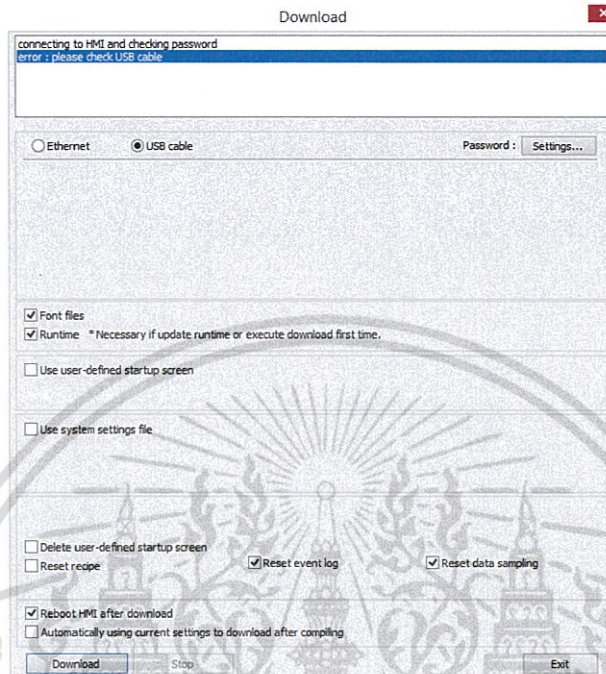 Download
connecting to HMI and checking password
error : please check USB cable
Ethernet
USB cable
Password :
Settings...
Font files
Runtime * Necessary if update runtime or execute download first time.
Use user-defined startup screen
Use system settings file
Delete user-defined startup screen
Reset recipe
Reset event log
Reset data sampling
Reboot HMI after download
Automatically using current settings to download after compiling
Download
Stop
Exit